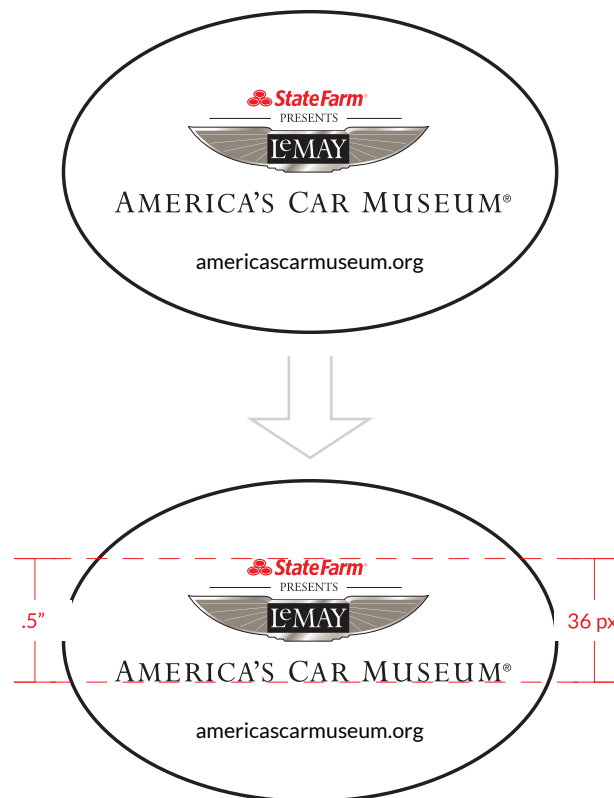 StateFarm®
PRESENTS
LeMAY
AMERICA'S CAR MUSEUM®
americascarmuseum.org
StateFarm®
.5” 36 px
PRESENTS
LeMAY
AMERICA'S CAR MUSEUM®
americascarmuseum.org